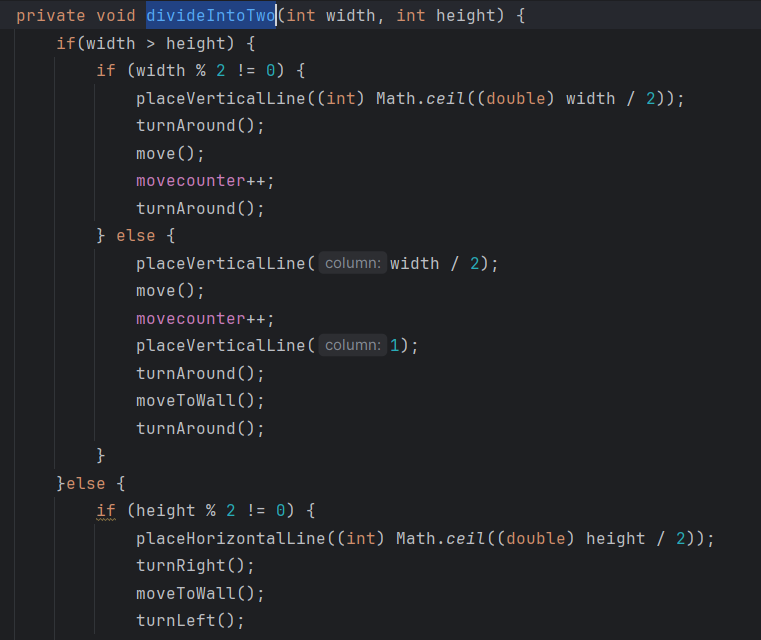 private void divideIntoTwo(int width, int height) {
if(width > height) {
if (width % 2 != 0) {
placeVerticalLine((int) Math.ceil((double) width / 2));
turnAround();
move();
movecounter++;
turnAround();
} else {
placeVerticalLine( column: width / 2);
move();
movecounter++;
placeVerticalLine( column: 1);
turnAround();
moveToWall();
turnAround();
}
}else {
if (height % 2 != 0) {
placeHorizontalLine((int) Math.ceil((double) height / 2));
turnRight();
moveToWall();
turnLeft();